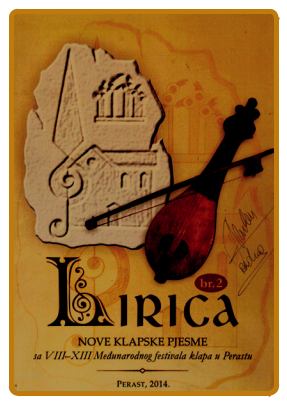 br. 2
Lirica
NOVE KLAPSKE PJESME
sa VIII–XIII Međunarodnog festivala klapa u Perastu
PERAST, 2014.